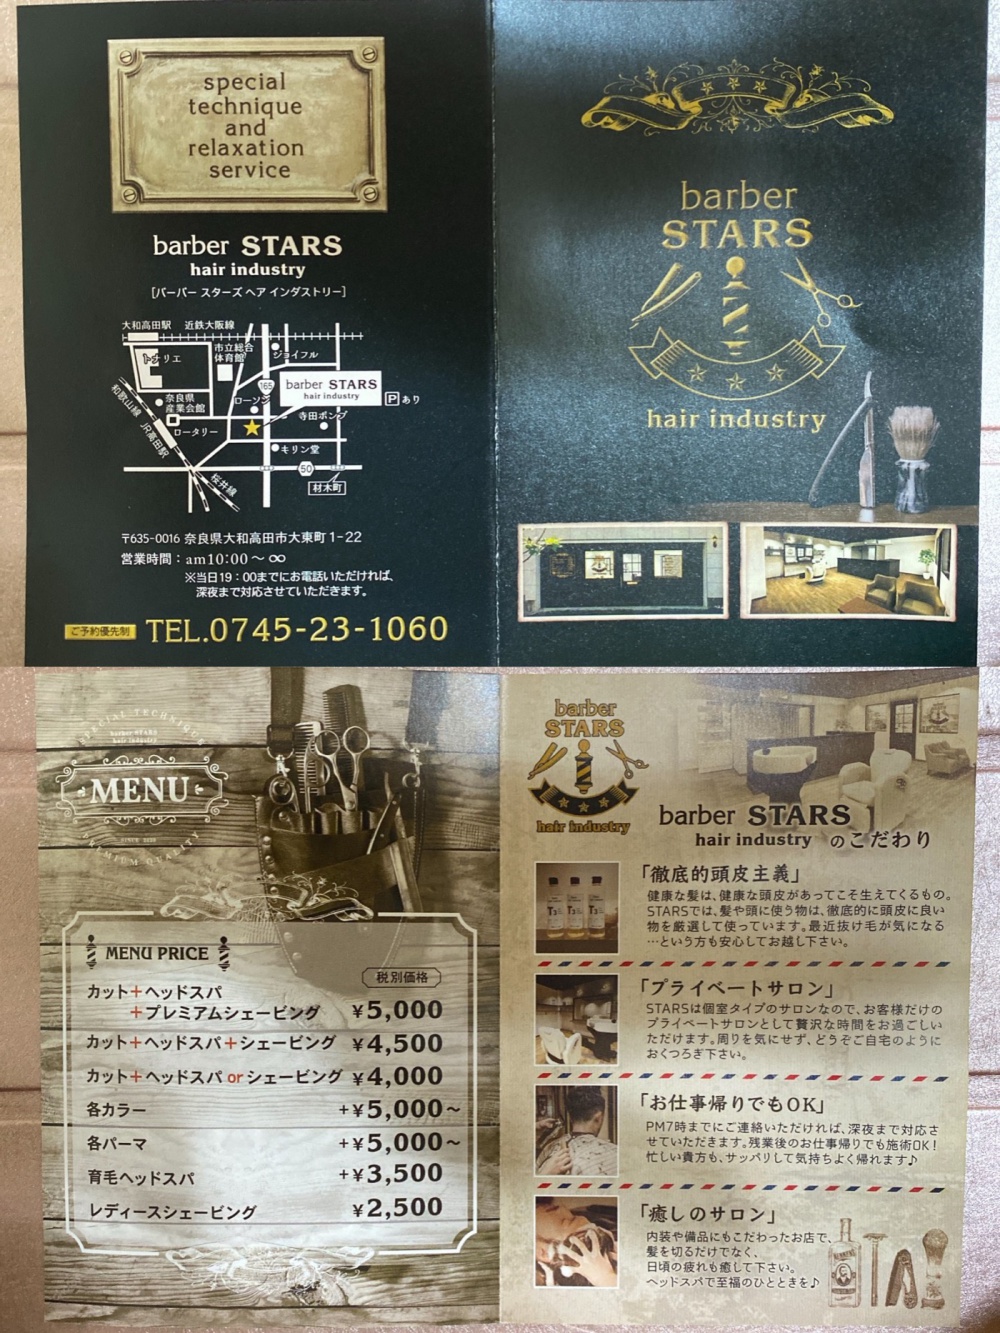 special
technique
and
relaxation
service
barber STARS
hair industry
［バーバー スターズ ヘア インダストリー］
大和高田駅 近鉄大阪線
トナリエ
市立総合
体育館
ジョイフル
165
barber STARS
hair industry
P あり
奈良県
産業会館
ローソン
寺田ポンプ
ロータリー
和歌山線
JR高田駅
キリン堂
50
桜井線
材木町
〒635-0016 奈良県大和高田市大東町1-22
営業時間：am10:00 〜 ∞
※当日19：00までにお電話いただければ、
深夜まで対応させていただきます。
ご予約優先制 TEL.0745-23-1060
barber
STARS
hair industry
SPECIAL TECHNIQUE
barber STARS
hair industry
MENU
SINCE 2020
PREMIUM QUALITY
MENU PRICE
税別価格
カット+ヘッドスパ
+プレミアムシェービング ¥5,000
カット+ヘッドスパ+シェービング ¥4,500
カット+ヘッドスパ or シェービング ¥4,000
各カラー +¥5,000〜
各パーマ +¥5,000〜
育毛ヘッドスパ +¥3,500
レディースシェービング ¥2,500
barber
STARS
hair industry
barber STARS
hair industry のこだわり
「徹底的頭皮主義」
健康な髪は、健康な頭皮があってこそ生えてくるもの。
STARSでは、髪や頭に使う物は、徹底的に頭皮に良い
物を厳選して使っています。最近抜け毛が気になる
…という方も安心してお越し下さい。
「プライベートサロン」
STARSは個室タイプのサロンなので、お客様だけの
プライベートサロンとして贅沢な時間をお過ごしい
ただけます。周りを気にせず、どうぞご自宅のように
おくつろぎ下さい。
「お仕事帰りでもOK」
PM7時までにご連絡いただければ、深夜まで対応さ
せていただきます。残業後のお仕事帰りでも施術OK！
忙しい貴方も、サッパリして気持ちよく帰れます♪
「癒しのサロン」
内装や備品にもこだわったお店で、
髪を切るだけでなく、
日頃の疲れも癒して下さい。
ヘッドスパで至福のひとときを♪